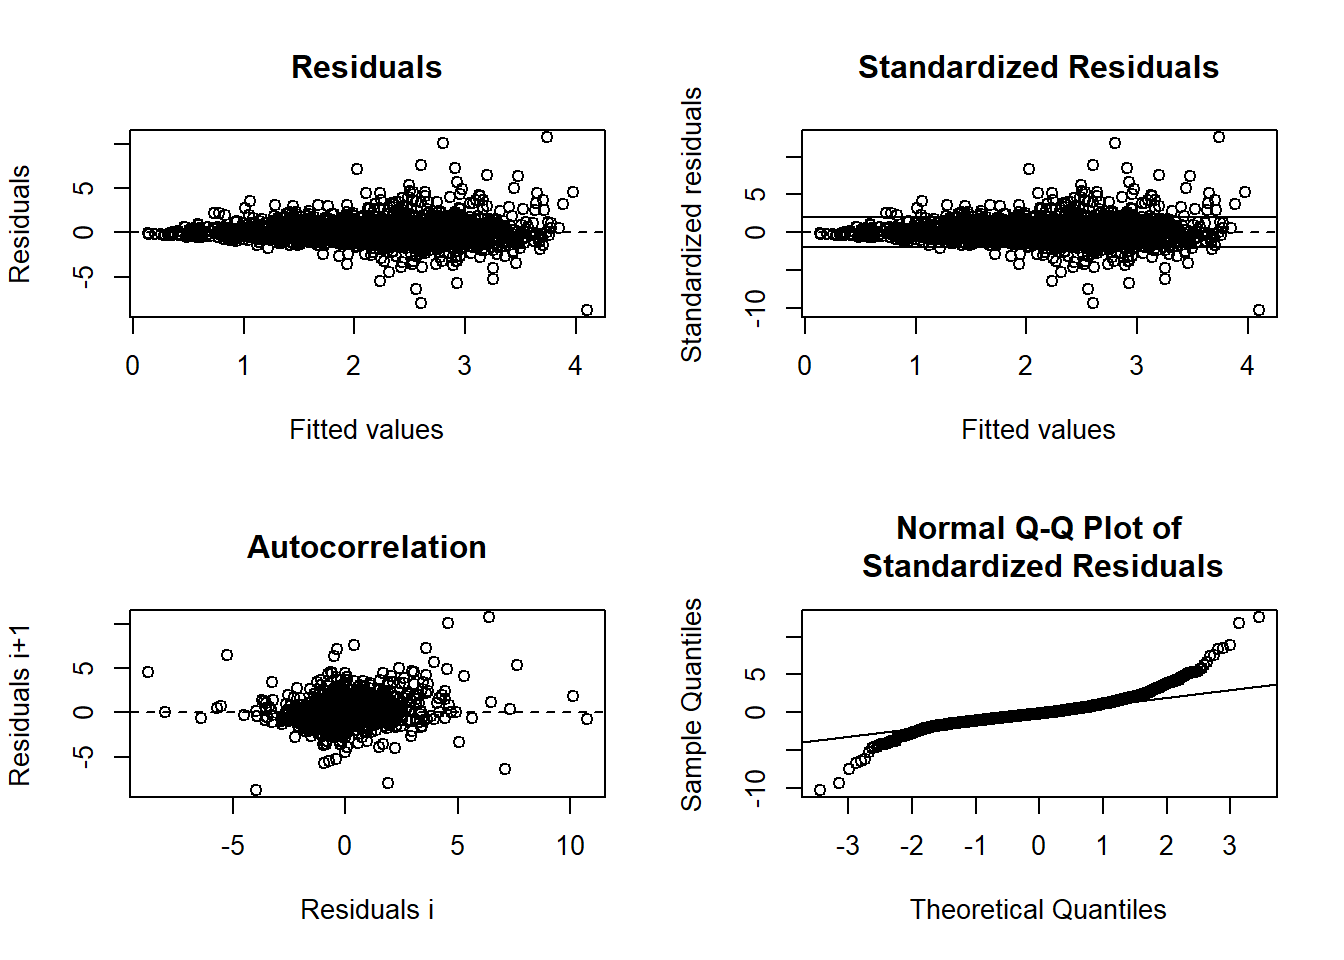 Residuals
Residuals
5
0
-5
0 1 2 3 4
Fitted values
Standardized Residuals
Standardized residuals
5
0
-10
0 1 2 3 4
Fitted values
Autocorrelation
Residuals i+1
5
0
-5
-5 0 5 10
Residuals i
Normal Q-Q Plot of
Standardized Residuals
Sample Quantiles
5
0
-10
-3 -2 -1 0 1 2 3
Theoretical Quantiles